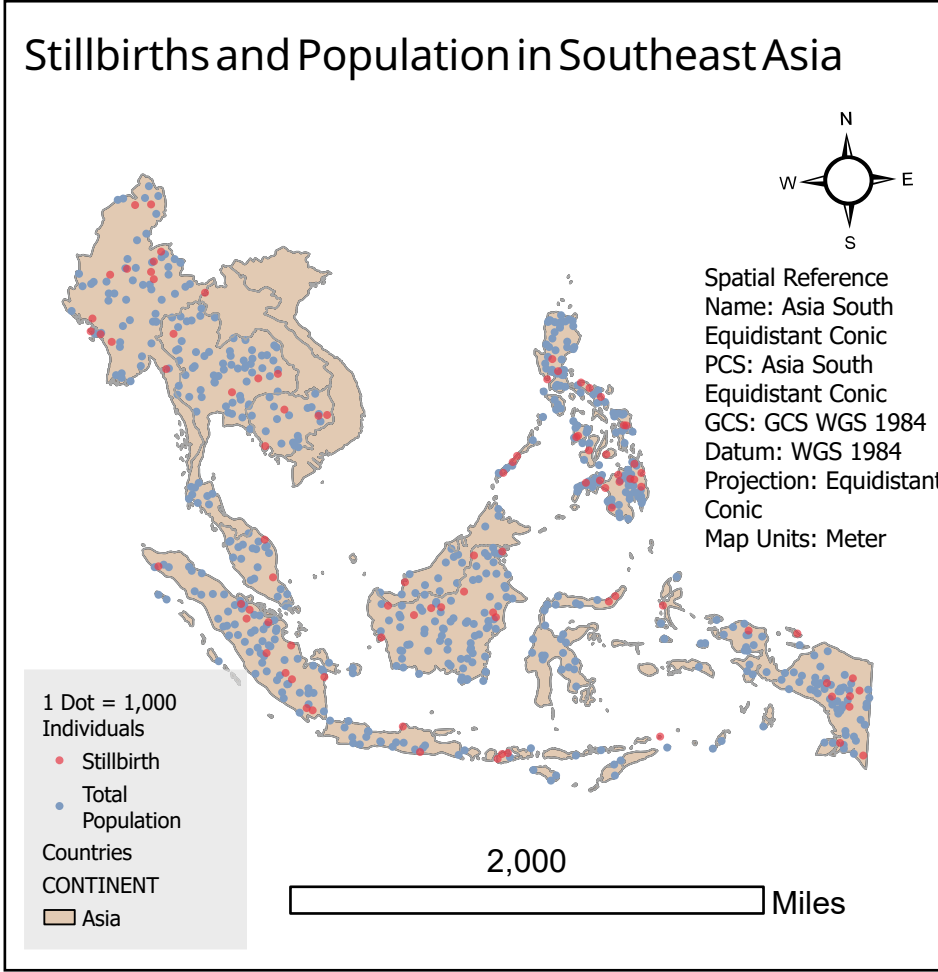 Stillbirths and Population in Southeast Asia
N
W
E
S
Spatial Reference
Name: Asia South
Equidistant Conic
PCS: Asia South
Equidistant Conic
GCS: GCS WGS 1984
Datum: WGS 1984
Projection: Equidistant
Conic
Map Units: Meter
1 Dot = 1,000
Individuals
Stillbirth
Total
Population
Countries
CONTINENT
Asia
2,000
Miles